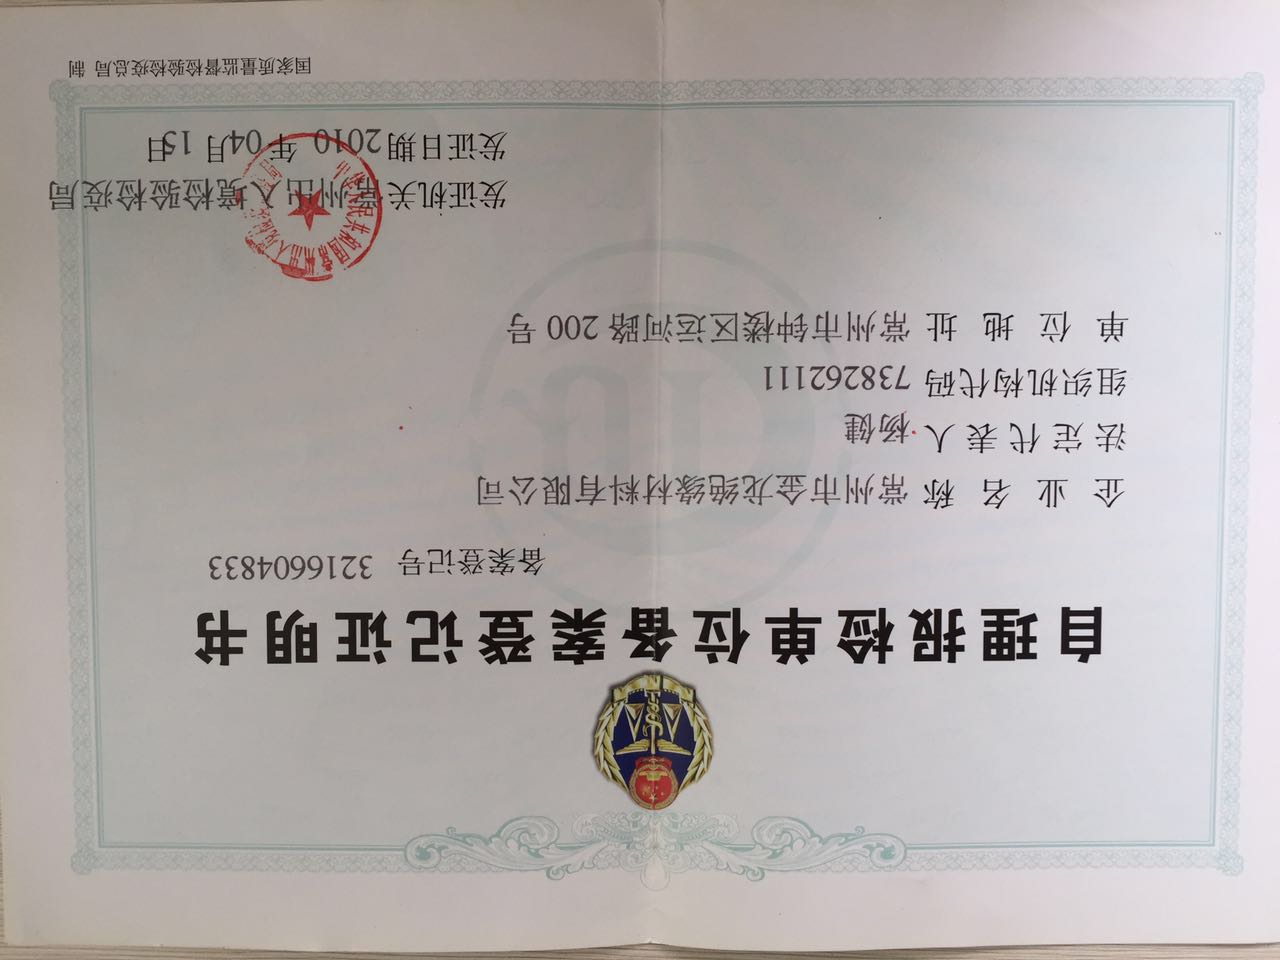 自理报检单位备案登记证明书
备案登记号 3216604833
企业名称 常州市金龙绝缘材料有限公司
法定代表人 杨健
组织机构代码 738262111
单位地址 常州市钟楼区运河路200号
发证机关 常州出入境检验检疫局
发证日期 2010 年 04 月 15 日
国家质量监督检验检疫总局 制